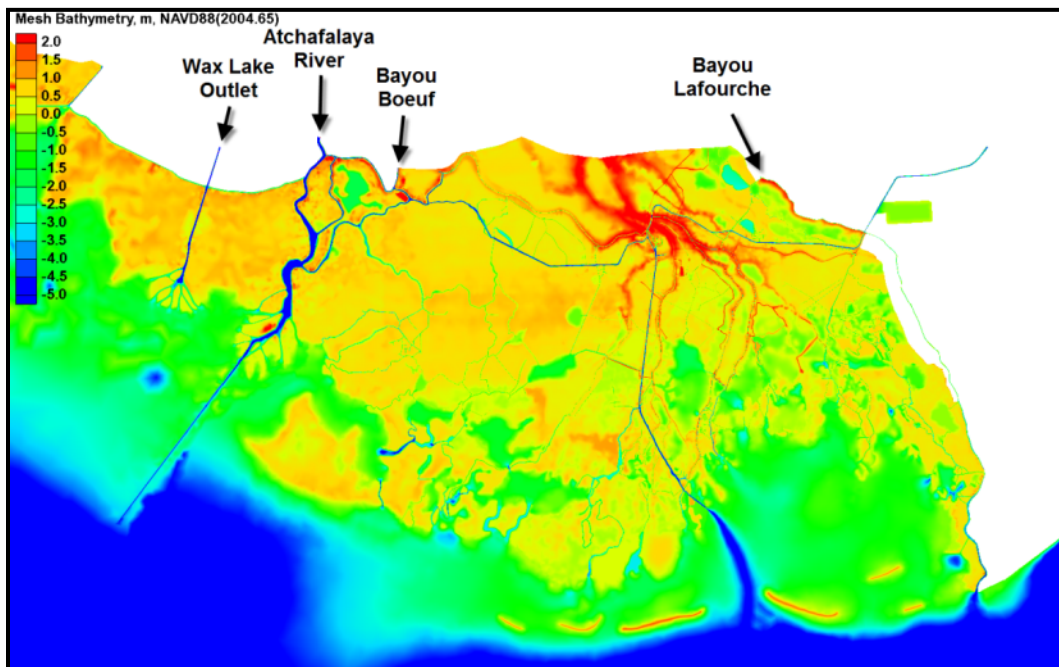 Mesh Bathymetry, m, NAVD88(2004.65)
2.0
1.5
1.0
0.5
0.0
-0.5
-1.0
-1.5
-2.0
-2.5
-3.0
-3.5
-4.0
-4.5
-5.0
Wax Lake
Outlet
Atchafalaya
River
Bayou
Boeuf
Bayou
Lafourche